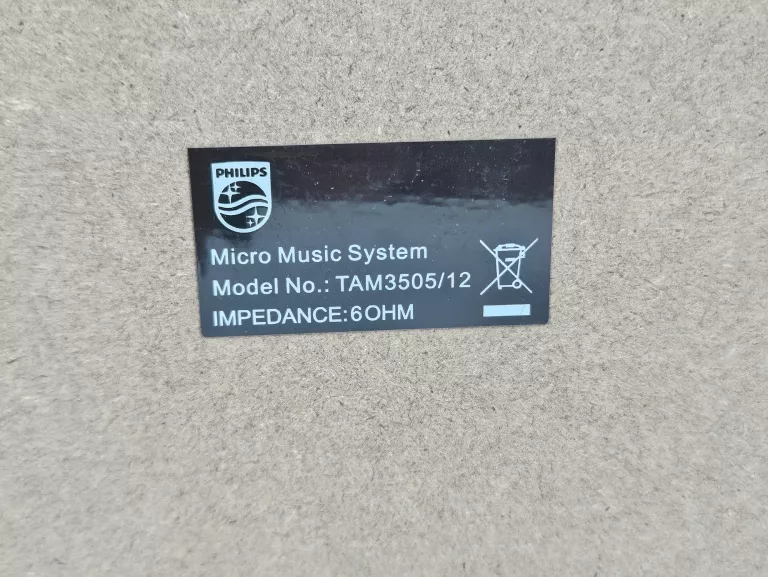 PHILIPS
Micro Music System
Model No.: TAM3505/12
IMPEDANCE:6OHM